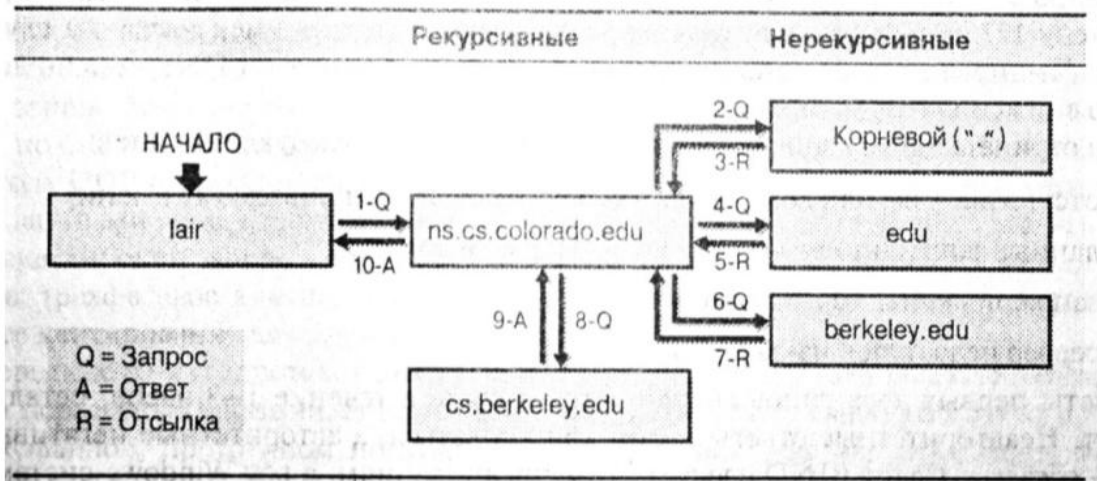 Рекурсивные Нерекурсивные
НАЧАЛО
lair
1-Q
10-A
ns.cs.colorado.edu
2-Q
3-R
Корневой (".")
4-Q
5-R
edu
6-Q
7-R
berkeley.edu
9-A 8-Q
cs.berkeley.edu
Q = Запрос
A = Ответ
R = Отсылка